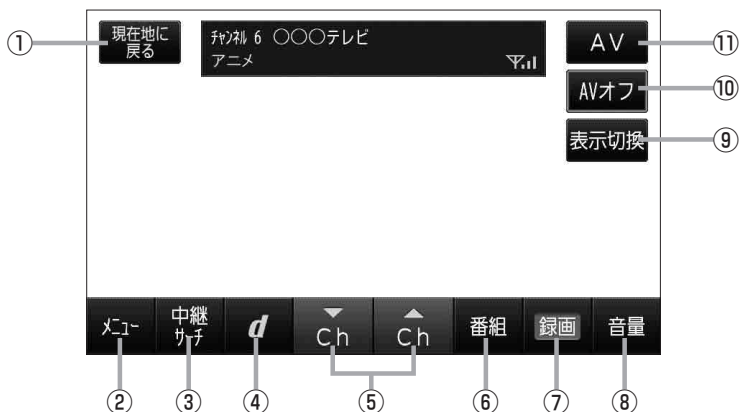 ① 現在地に
戻る
チャンネル 6 ○○○テレビ
アニメ
AV ⑪
AVオフ ⑩
表示切換 ⑨
メニュー
中継
サーチ
d
Ch
Ch
番組
録画
音量
② ③ ④ ⑤ ⑥ ⑦ ⑧